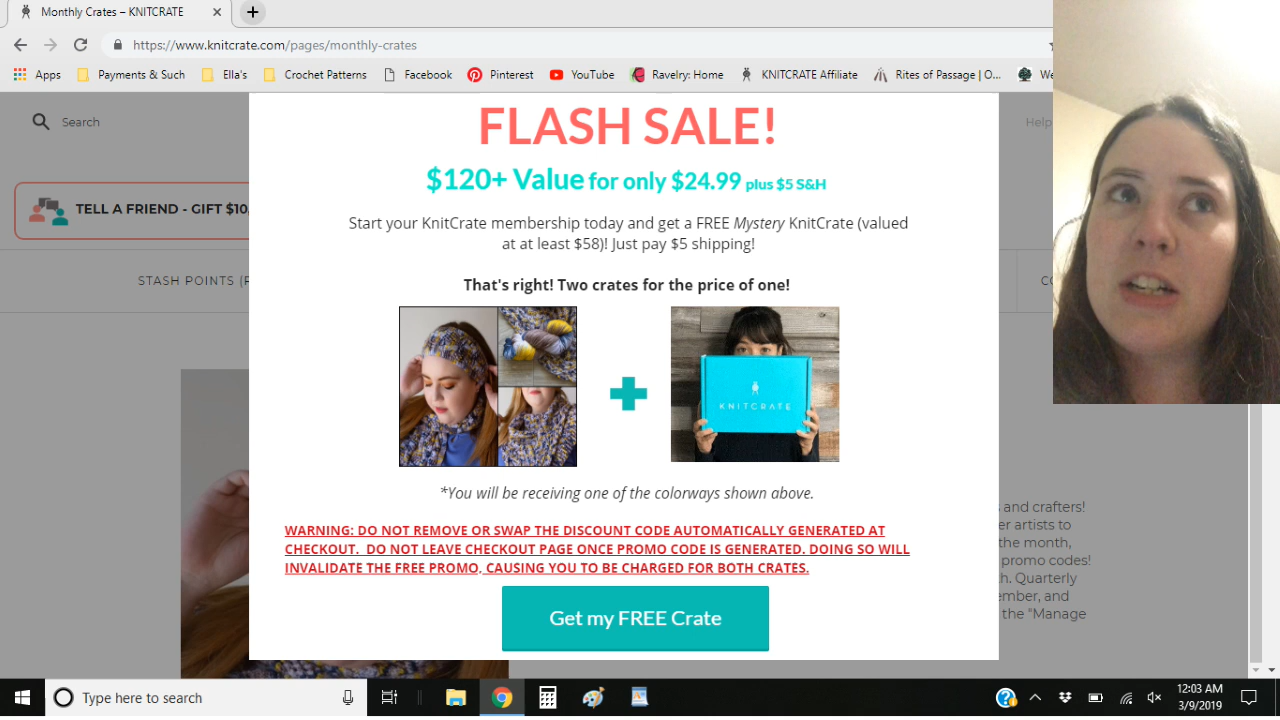 Monthly Crates – KNITCRATE
https://www.knitcrate.com/pages/monthly-crates
Apps Payments & Such Ella's Crochet Patterns Facebook Pinterest YouTube Ravelry: Home KNITCRATE Affiliate Rites of Passage | O...
Search
Help
FLASH SALE!
$120+ Value for only $24.99 plus $5 S&H
TELL A FRIEND - GIFT $10
Start your KnitCrate membership today and get a FREE Mystery KnitCrate (valued
at at least $58)! Just pay $5 shipping!
STASH POINTS
That's right! Two crates for the price of one!
KNITCRATE
*You will be receiving one of the colorways shown above.
WARNING: DO NOT REMOVE OR SWAP THE DISCOUNT CODE AUTOMATICALLY GENERATED AT
CHECKOUT. DO NOT LEAVE CHECKOUT PAGE ONCE PROMO CODE IS GENERATED. DOING SO WILL
INVALIDATE THE FREE PROMO, CAUSING YOU TO BE CHARGED FOR BOTH CRATES.
Get my FREE Crate
and crafters!
artists to
the month,
promo codes!
Quarterly
and
the "Manage
Type here to search
12:03 AM
3/9/2019